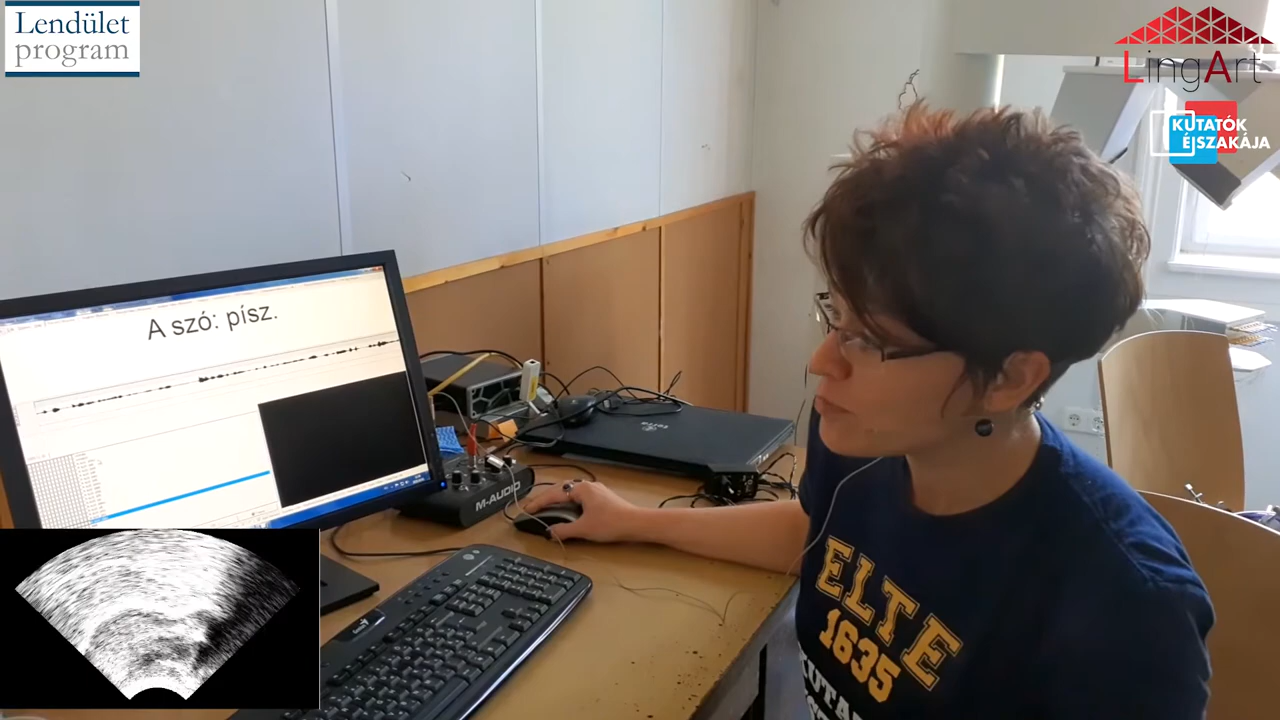 Lendület
program
LingArt
KUTATÓK
ÉJSZAKÁJA
A szó: písz.
M-AUDIO
ELTE
1635